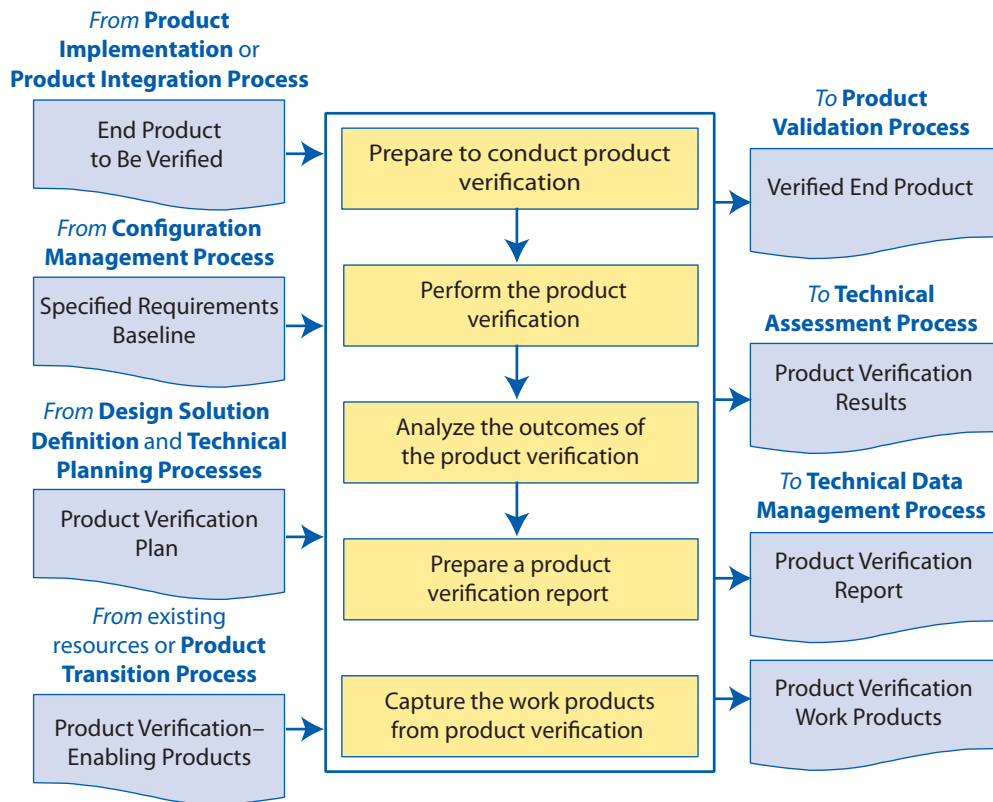 From Product
Implementation or
Product Integration Process
End Product
to Be Verified
From Configuration
Management Process
Specified Requirements
Baseline
From Design Solution
Definition and Technical
Planning Processes
Product Verification
Plan
From existing
resources or Product
Transition Process
Product Verification–
Enabling Products
Prepare to conduct product
verification
Perform the product
verification
Analyze the outcomes of
the product verification
Prepare a product
verification report
Capture the work products
from product verification
To Product
Validation Process
Verified End Product
To Technical
Assessment Process
Product Verification
Results
To Technical Data
Management Process
Product Verification
Report
Product Verification
Work Products